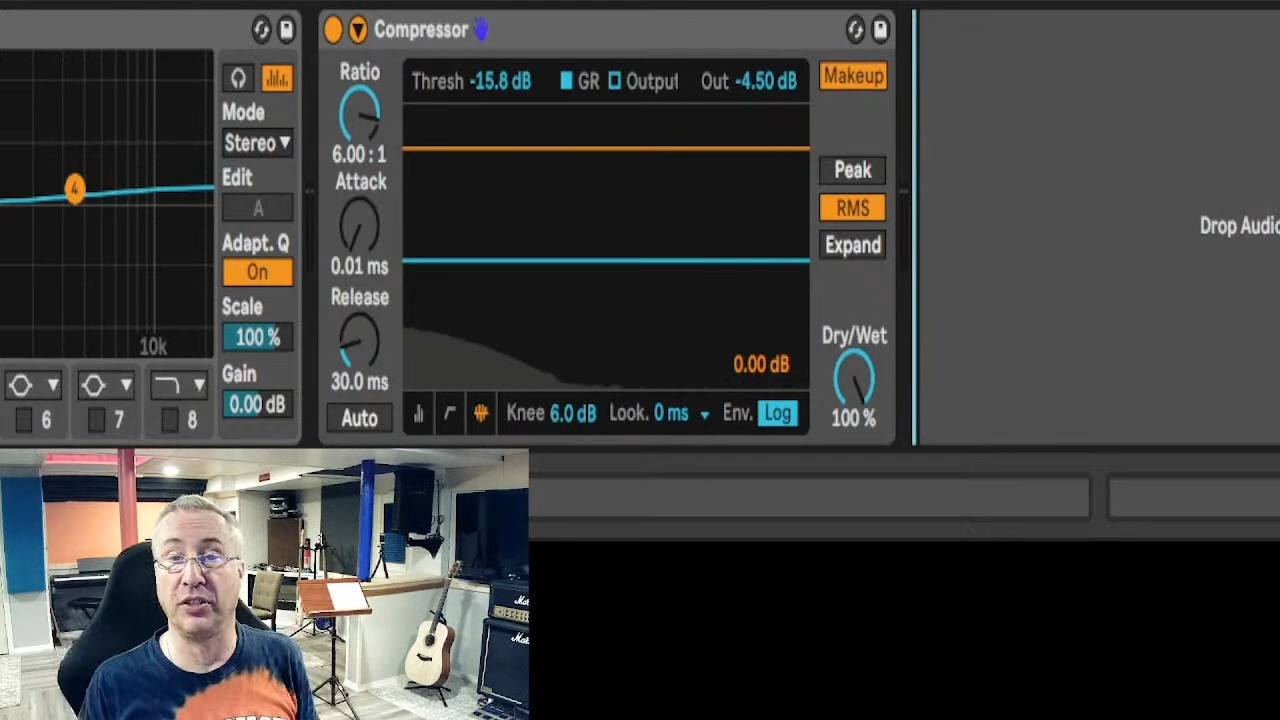 Mode
Stereo
Edit
A
Adapt. Q
On
Scale
100 %
Gain
0.00 dB
10k
4
6
7
8
Compressor
Ratio
6.00 : 1
Attack
0.01 ms
Release
30.0 ms
Auto
Thresh -15.8 dB GR Output Out -4.50 dB
0.00 dB
Knee 6.0 dB Look. 0 ms Env. Log
Makeup
Peak
RMS
Expand
Dry/Wet
100 %
Drop Audio